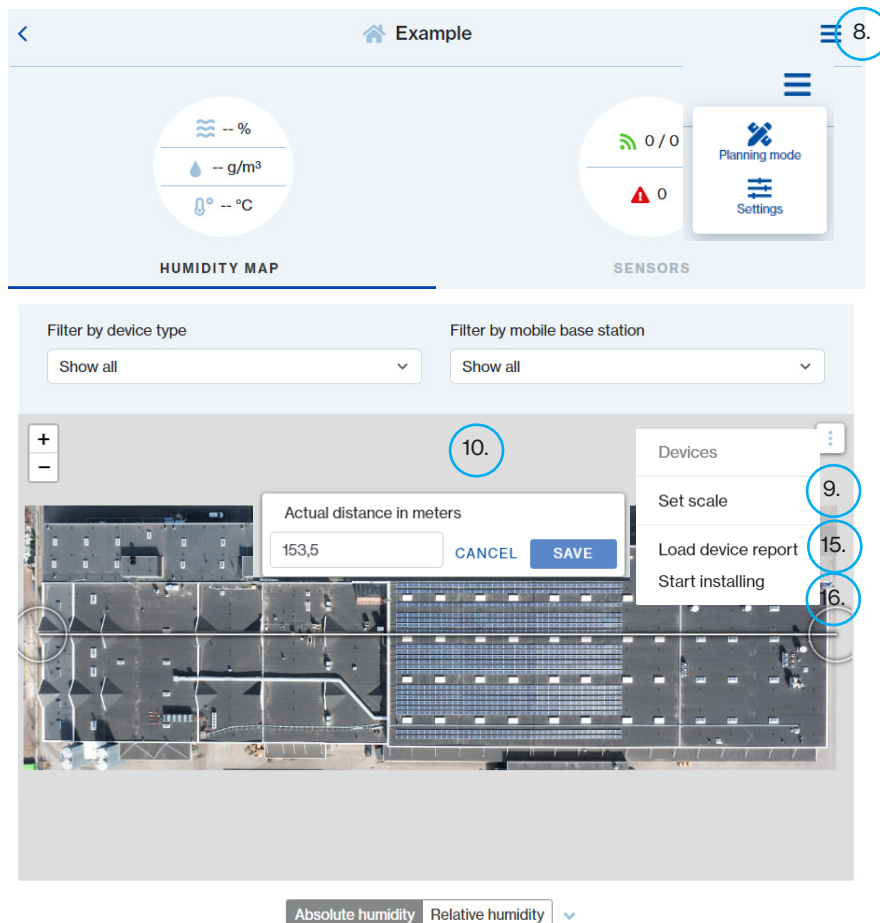 Example
8.
-- %
-- g/m³
-- °C
0 / 0
0
Planning mode
Settings
HUMIDITY MAP
SENSORS
Filter by device type
Filter by mobile base station
Show all
Show all
+
−
10.
Devices
Set scale
9.
Load device report
15.
Start installing
16.
Actual distance in meters
153,5
CANCEL
SAVE
Absolute humidity
Relative humidity